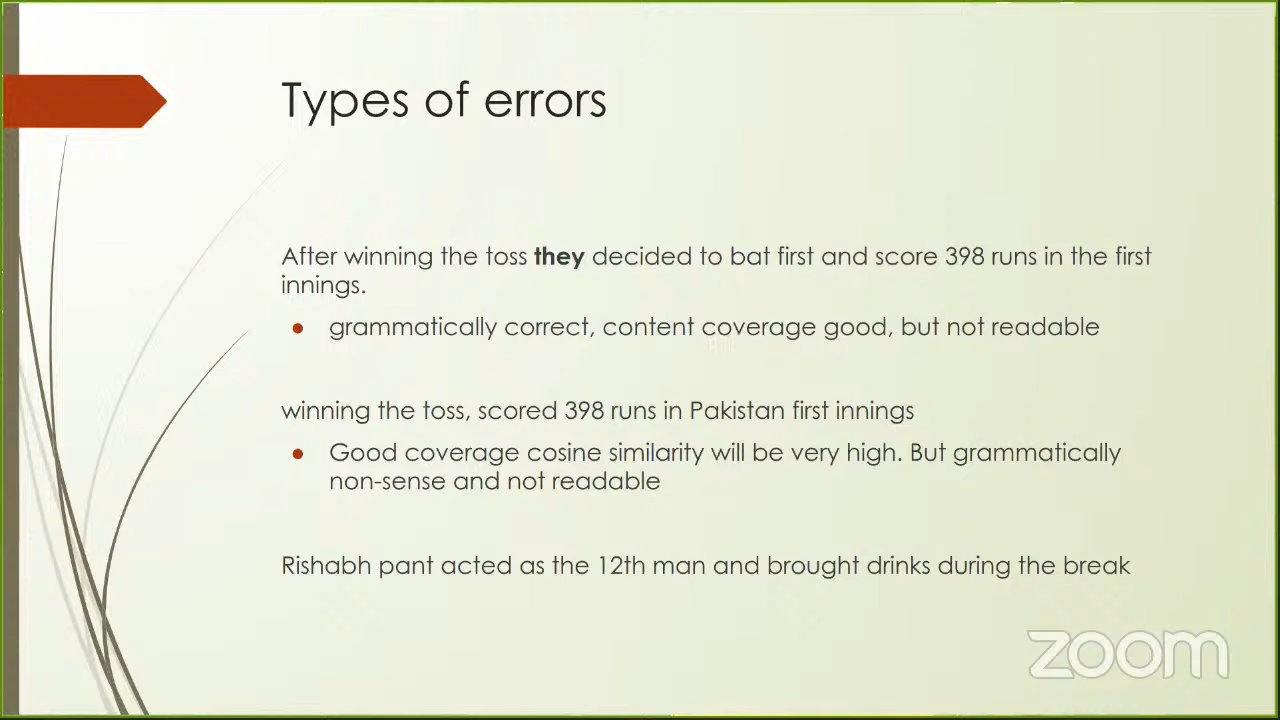 Types of errors
After winning the toss they decided to bat first and score 398 runs in the first
innings.
grammatically correct, content coverage good, but not readable
winning the toss, scored 398 runs in Pakistan first innings
Good coverage cosine similarity will be very high. But grammatically
non-sense and not readable
Rishabh pant acted as the 12th man and brought drinks during the break
zoom